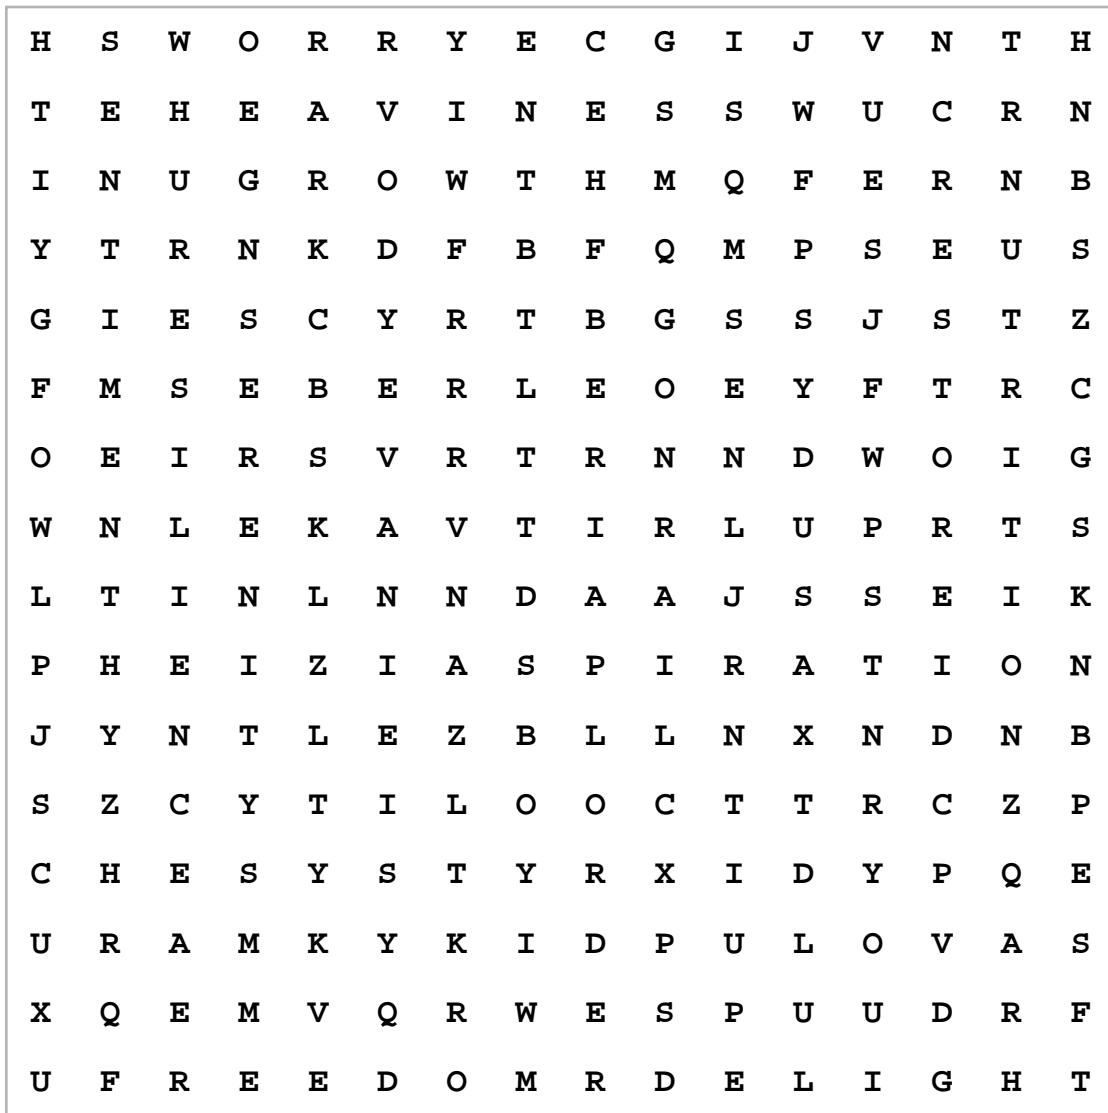 H S W O R R Y E C G I J V N T H
T E H E A V I N E S S W U C R N
I N U G R O W T H M Q F E R N B
Y T R N K D F B F Q M P S E U S
G I E S C Y R T B G S S J S T Z
F M S E B E R L E O E Y F T R C
O E I R S V R T R N N D W O I G
W N L E K A V T I R L U P R T S
L T I N L N N D A A J S S E I K
P H E I Z I A S P I R A T I O N
J Y N T L E Z B L L N X N D N B
S Z C Y T I L O O C T T R C Z P
C H E S Y S T Y R X I D Y P Q E
U R A M K Y K I D P U L O V A S
X Q E M V Q R W E S P U U D R F
U F R E E D O M R D E L I G H T